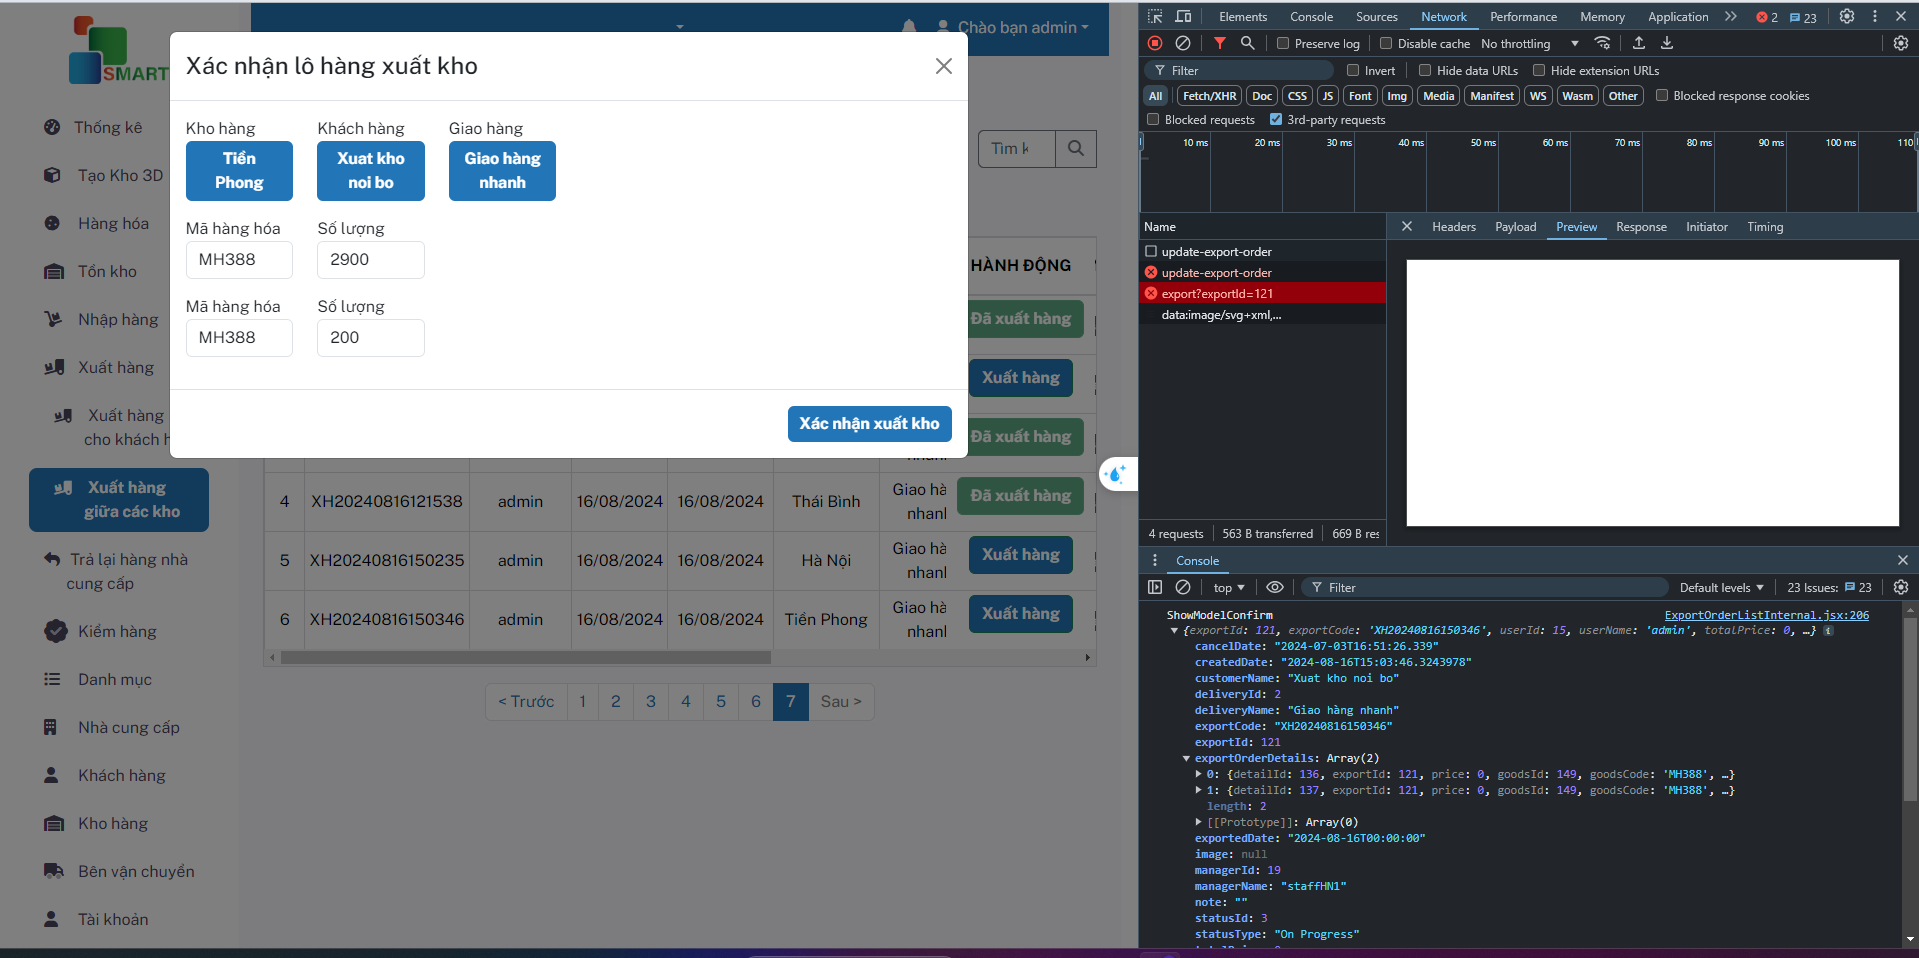 SMART
Thống kê
Tạo Kho 3D
Hàng hóa
Tồn kho
Nhập hàng
Xuất hàng
Xuất hàng
cho khách h
Xuất hàng
giữa các kho
Trả lại hàng nhà
cung cấp
Kiểm hàng
Danh mục
Nhà cung cấp
Khách hàng
Kho hàng
Bên vận chuyển
Tài khoản
Chào bạn admin
Xác nhận lô hàng xuất kho
Kho hàng Khách hàng Giao hàng
Tiền Phong
Xuat kho noi bo
Giao hàng nhanh
Mã hàng hóa Số lượng
MH388 2900
Mã hàng hóa Số lượng
MH388 200
Xác nhận xuất kho
Tìm k
HÀNH ĐỘNG
Đã xuất hàng
Xuất hàng
Đã xuất hàng
nhanh
4 XH20240816121538 admin 16/08/2024 16/08/2024 Thái Bình Giao hà nhanh Đã xuất hàng
5 XH20240816150235 admin 16/08/2024 16/08/2024 Hà Nội Giao hà nhanh Xuất hàng
6 XH20240816150346 admin 16/08/2024 16/08/2024 Tiền Phong Giao hà nhanh Xuất hàng
< Trước 1 2 3 4 5 6 7 Sau >
Elements Console Sources Network Performance Memory Application 2 23
Preserve log Disable cache No throttling
Filter Invert Hide data URLs Hide extension URLs
All Fetch/XHR Doc CSS JS Font Img Media Manifest WS Wasm Other Blocked response cookies
Blocked requests 3rd-party requests
10 ms 20 ms 30 ms 40 ms 50 ms 60 ms 70 ms 80 ms 90 ms 100 ms 110
Name Headers Payload Preview Response Initiator Timing
update-export-order
update-export-order
export?exportId=121
data:image/svg+xml,...
4 requests 563 B transferred 669 B res
Console
top Filter Default levels 23 Issues: 23
ShowModelConfirm ExportOrderListInternal.jsx:206
{exportId: 121, exportCode: 'XH20240816150346', userId: 15, userName: 'admin', totalPrice: 0, …}
cancelDate: "2024-07-03T16:51:26.339"
createdDate: "2024-08-16T15:03:46.3243978"
customerName: "Xuat kho noi bo"
deliveryId: 2
deliveryName: "Giao hàng nhanh"
exportCode: "XH20240816150346"
exportId: 121
exportOrderDetails: Array(2)
0: {detailId: 136, exportId: 121, price: 0, goodsId: 149, goodsCode: 'MH388', …}
1: {detailId: 137, exportId: 121, price: 0, goodsId: 149, goodsCode: 'MH388', …}
length: 2
[[Prototype]]: Array(0)
exportedDate: "2024-08-16T00:00:00"
image: null
managerId: 19
managerName: "staffHN1"
note: ""
statusId: 3
statusType: "On Progress"